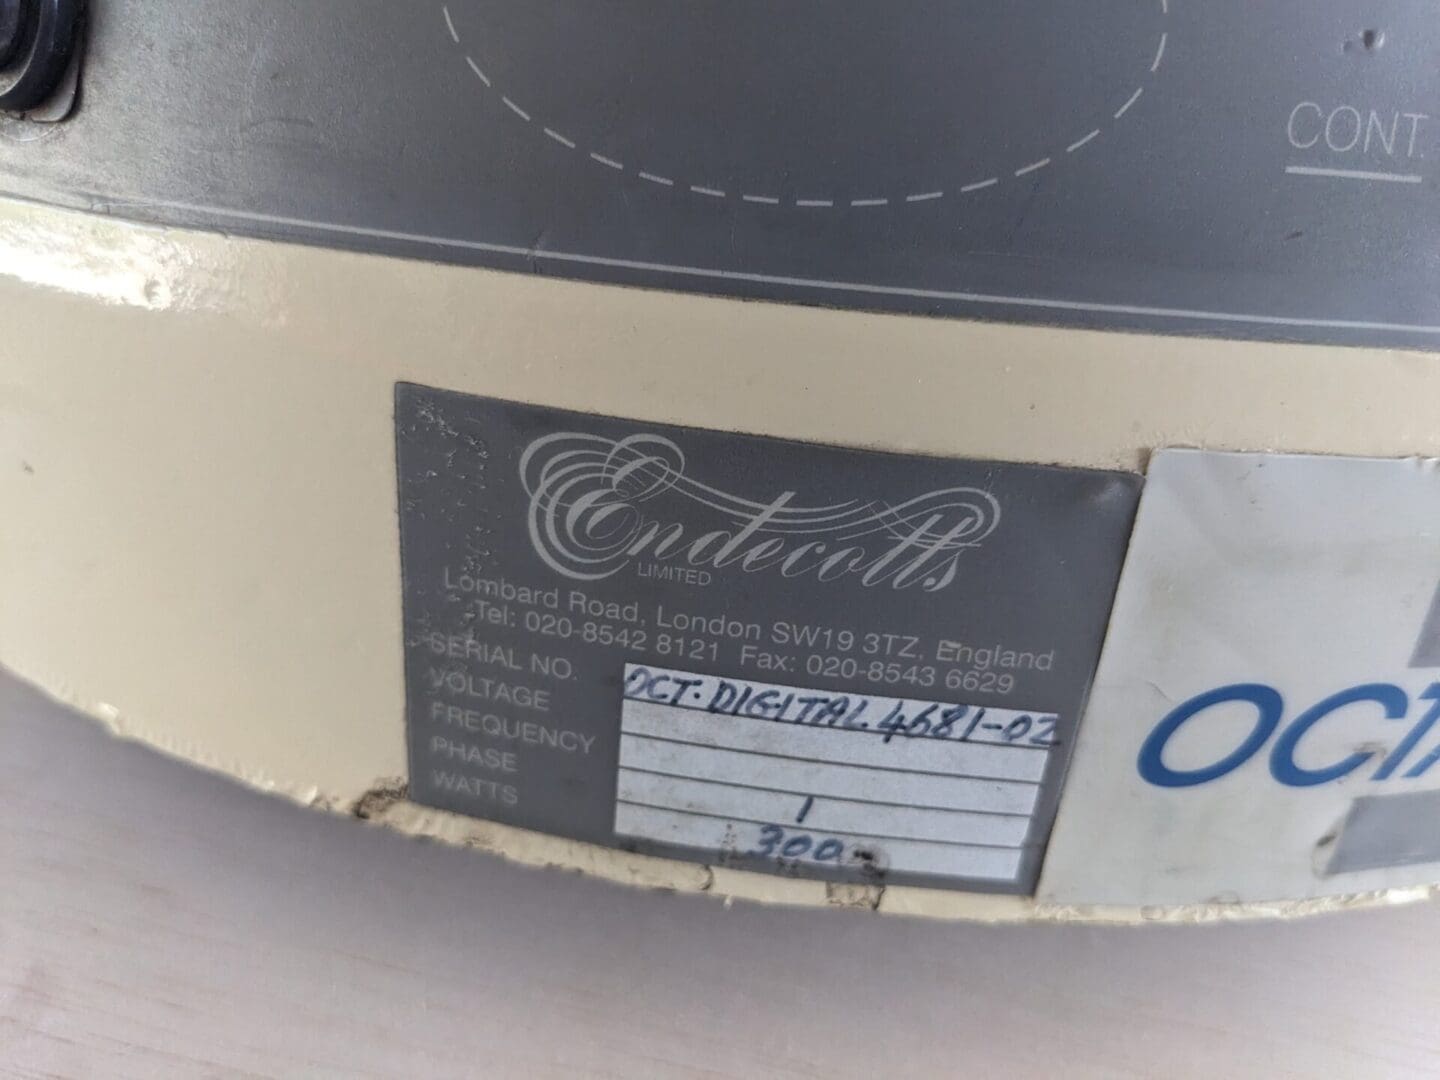 CONT.
Endecotts
LIMITED
Lombard Road, London SW19 3TZ, England
Tel: 020-8542 8121 Fax: 020-8543 6629
SERIAL NO. OCT. DIGITAL 4681-02
VOLTAGE
FREQUENCY
PHASE 1
WATTS 300
OCTA